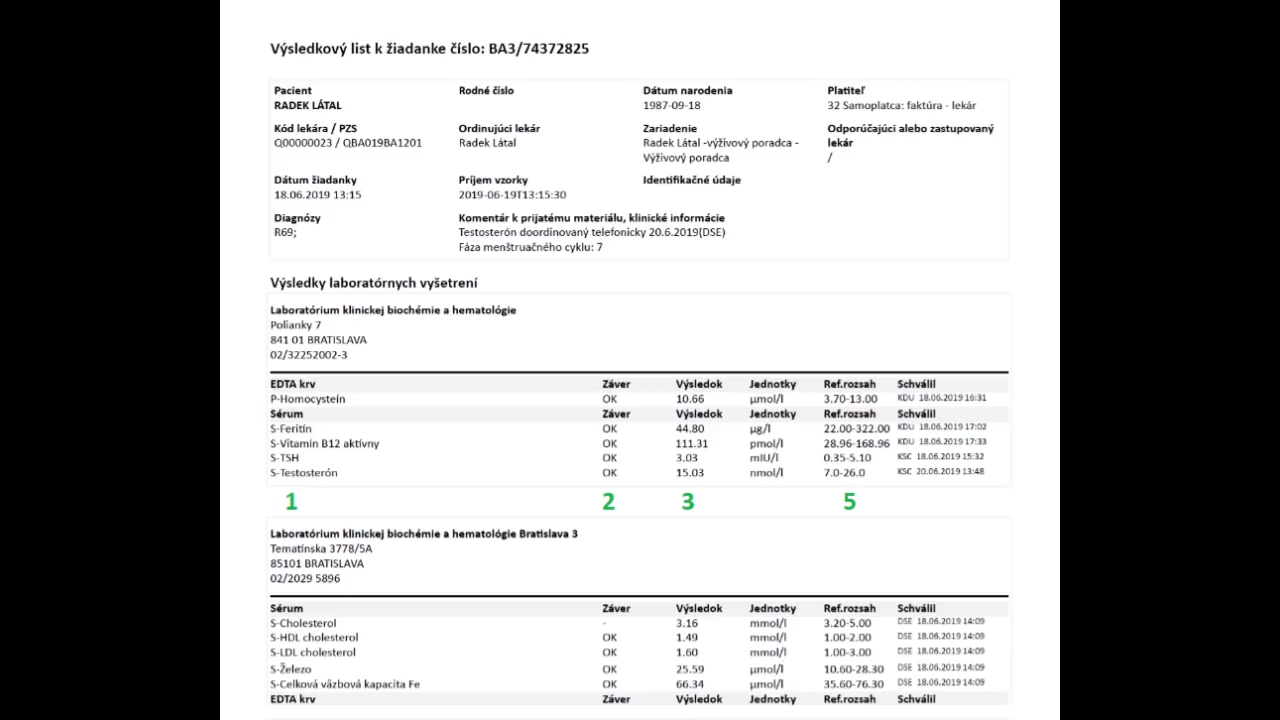 Výsledkový list k žiadanke číslo: BA3/74372825
Pacient Rodné číslo Dátum narodenia Platiteľ
RADEK LÁTAL 1987-09-18 32 Samoplatca: faktúra - lekár
Kód lekára / PZS Ordinujúci lekár Zariadenie Odporúčajúci alebo zastupovaný
Q00000023 / QBA019BA1201 Radek Látal Radek Látal -výživový poradca - lekár
Výživový poradca /
Dátum žiadanky Príjem vzorky Identifikačné údaje
18.06.2019 13:15 2019-06-19T13:15:30
Diagnózy Komentár k prijatému materiálu, klinické informácie
R69; Testosterón doordinovaný telefonicky 20.6.2019(DSE)
Fáza menštruačného cyklu: 7
Výsledky laboratórnych vyšetrení
Laboratórium klinickej biochémie a hematológie
Polianky 7
841 01 BRATISLAVA
02/32252002-3
EDTA krv Záver Výsledok Jednotky Ref.rozsah Schválil
P-Homocysteín OK 10.66 µmol/l 3.70-13.00 KDU 18.06.2019 16:31
Sérum Záver Výsledok Jednotky Ref.rozsah Schválil
S-Feritín OK 44.80 µg/l 22.00-322.00 KDU 18.06.2019 17:02
S-Vitamín B12 aktívny OK 111.31 pmol/l 28.96-168.96 KDU 18.06.2019 17:33
S-TSH OK 3.03 mIU/l 0.35-5.10 KSC 18.06.2019 15:32
S-Testosterón OK 15.03 nmol/l 7.0-26.0 KSC 20.06.2019 13:48
1 2 3 5
Laboratórium klinickej biochémie a hematológie Bratislava 3
Tematínska 3778/5A
85101 BRATISLAVA
02/2029 5896
Sérum Záver Výsledok Jednotky Ref.rozsah Schválil
S-Cholesterol - 3.16 mmol/l 3.20-5.00 DSE 18.06.2019 14:09
S-HDL cholesterol OK 1.49 mmol/l 1.00-2.00 DSE 18.06.2019 14:09
S-LDL cholesterol OK 1.60 mmol/l 1.00-3.00 DSE 18.06.2019 14:09
S-Železo OK 25.59 µmol/l 10.60-28.30 DSE 18.06.2019 14:09
S-Celková väzbová kapacita Fe OK 66.34 µmol/l 35.60-76.30 DSE 18.06.2019 14:09
EDTA krv Záver Výsledok Jednotky Ref.rozsah Schválil